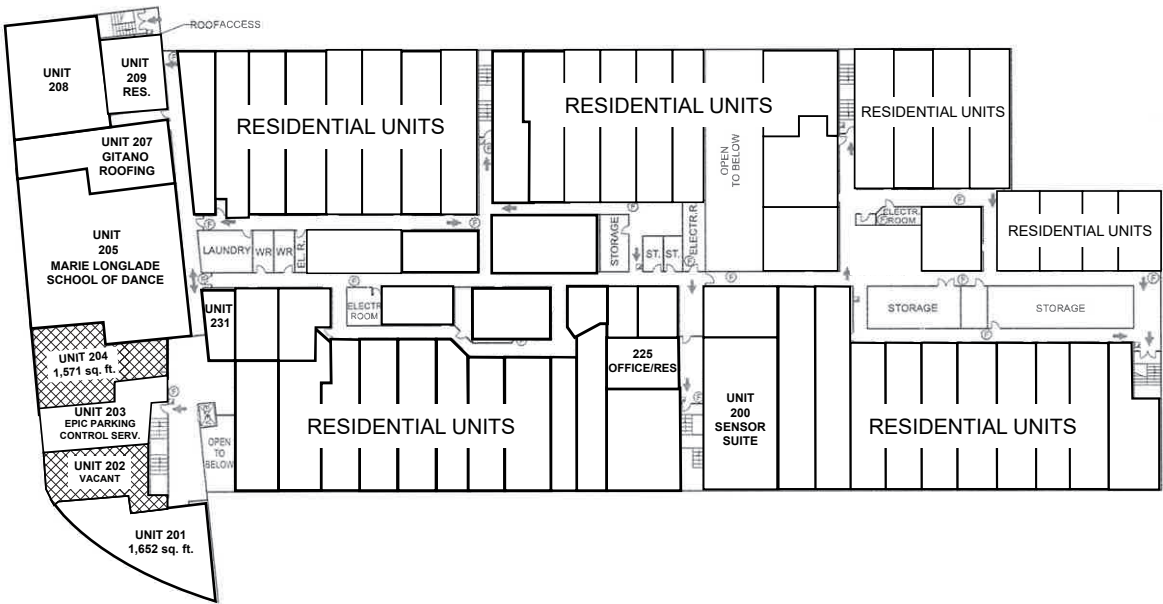 ROOFACCESS
UNIT
208
UNIT
209
RES.
UNIT 207
GITANO
ROOFING
UNIT
205
MARIE LONGLADE
SCHOOL OF DANCE
UNIT 204
1,571 sq. ft.
UNIT 203
EPIC PARKING
CONTROL SERV.
UNIT 202
VACANT
UNIT 201
1,652 sq. ft.
RESIDENTIAL UNITS
RESIDENTIAL UNITS
RESIDENTIAL UNITS
OPEN
TO BELOW
RESIDENTIAL UNITS
LAUNDRY
WR
WR
EL. R.
STORAGE
ST.
ST.
ELECTR.R.
ELECTR.
ROOM
UNIT
231
ELECTR
ROOM
STORAGE
STORAGE
225
OFFICE/RES
UNIT
200
SENSOR
SUITE
RESIDENTIAL UNITS
RESIDENTIAL UNITS
OPEN
TO
BELOW